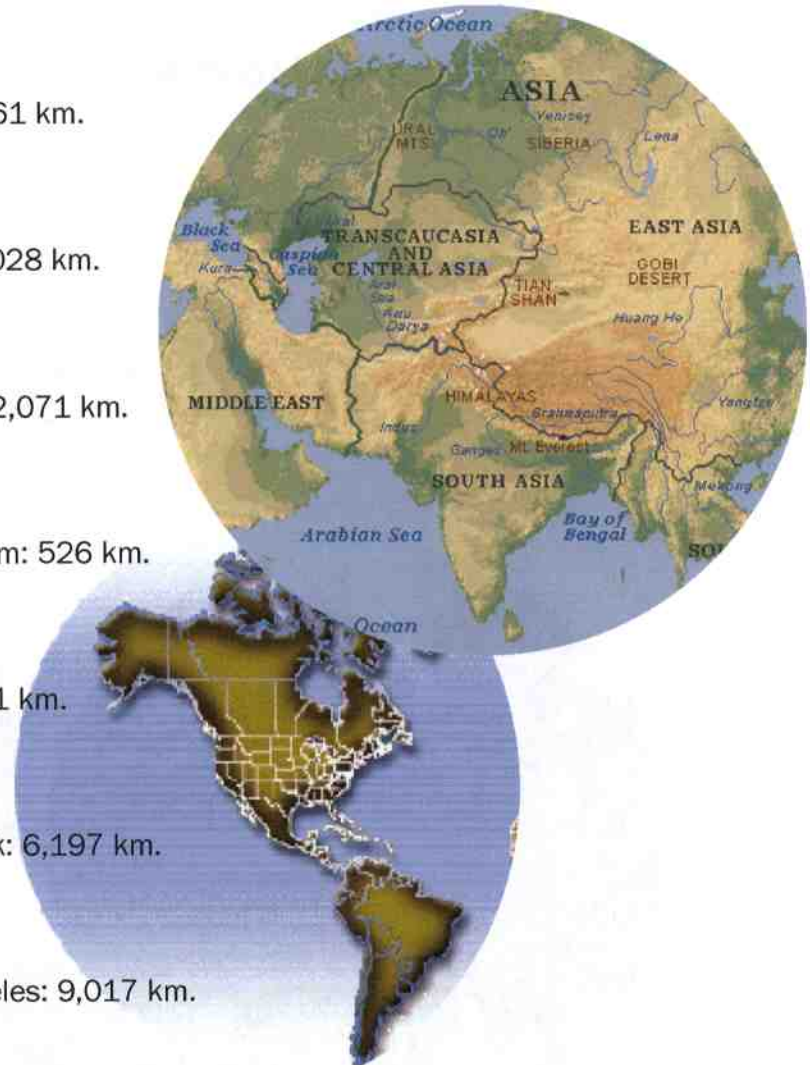 Arctic Ocean
61 km.
ASIA
Yenisey
URAL
MTS.
Ob'
SIBERIA
Lena
028 km.
Black
Sea
EAST ASIA
TRANSCAUCASIA
AND
CENTRAL ASIA
Caspian
Sea
Kura
Aral
Sea
Amu
Darya
TIAN
SHAN
GOBI
DESERT
Huang He
2,071 km.
MIDDLE EAST
HIMALAYAS
Brahmaputra
Yangtze
Indus
Ganges
Mt. Everest
SOUTH ASIA
Mekong
Arabian Sea
Bay of
Bengal
SOU
m: 526 km.
Ocean
1 km.
k: 6,197 km.
eles: 9,017 km.